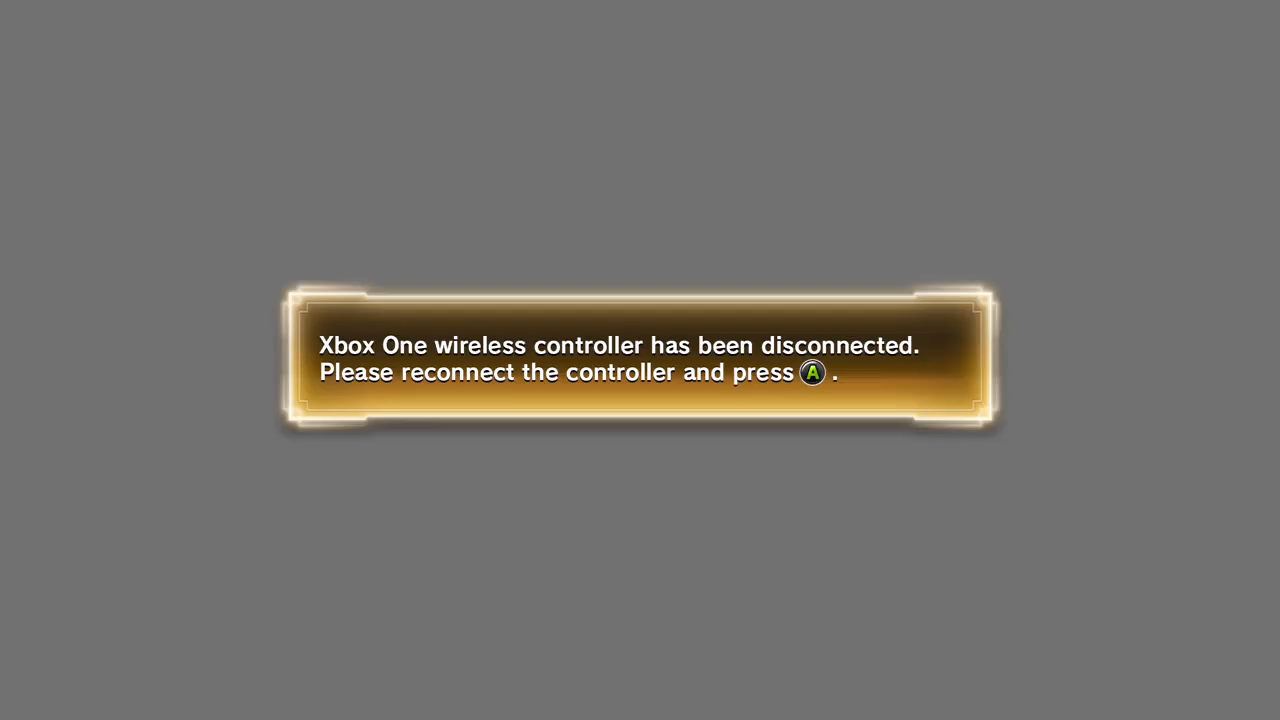 Xbox One wireless controller has been disconnected.
Please reconnect the controller and press A .